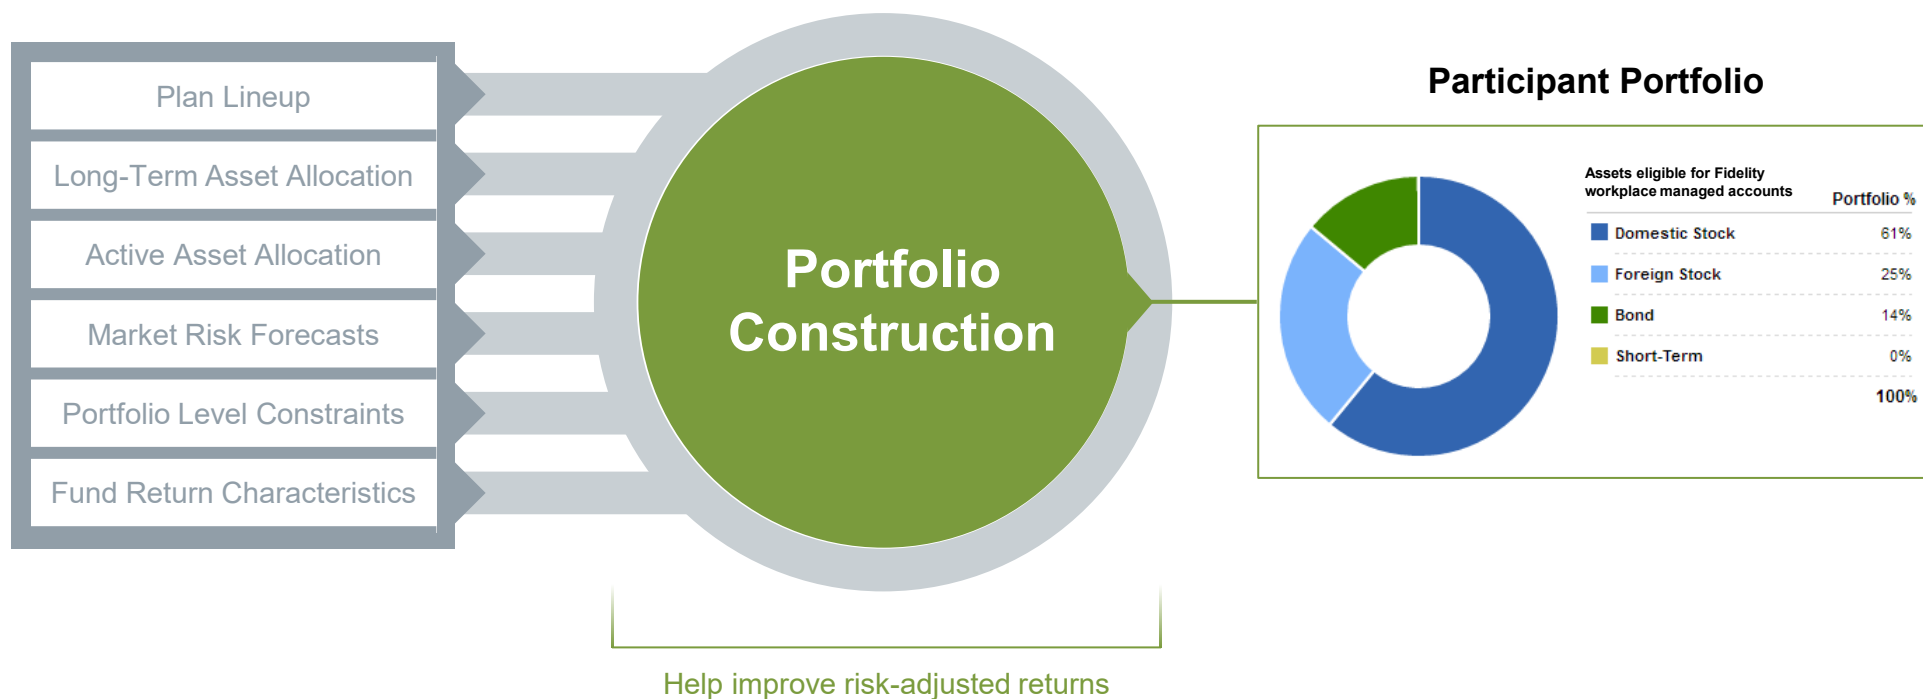 Plan Lineup
Long-Term Asset Allocation
Active Asset Allocation
Market Risk Forecasts
Portfolio Level Constraints
Fund Return Characteristics
Portfolio
Construction
Help improve risk-adjusted returns
Participant Portfolio
Assets eligible for Fidelity
workplace managed accounts
Portfolio %
Domestic Stock 61%
Foreign Stock 25%
Bond 14%
Short-Term 0%
100%